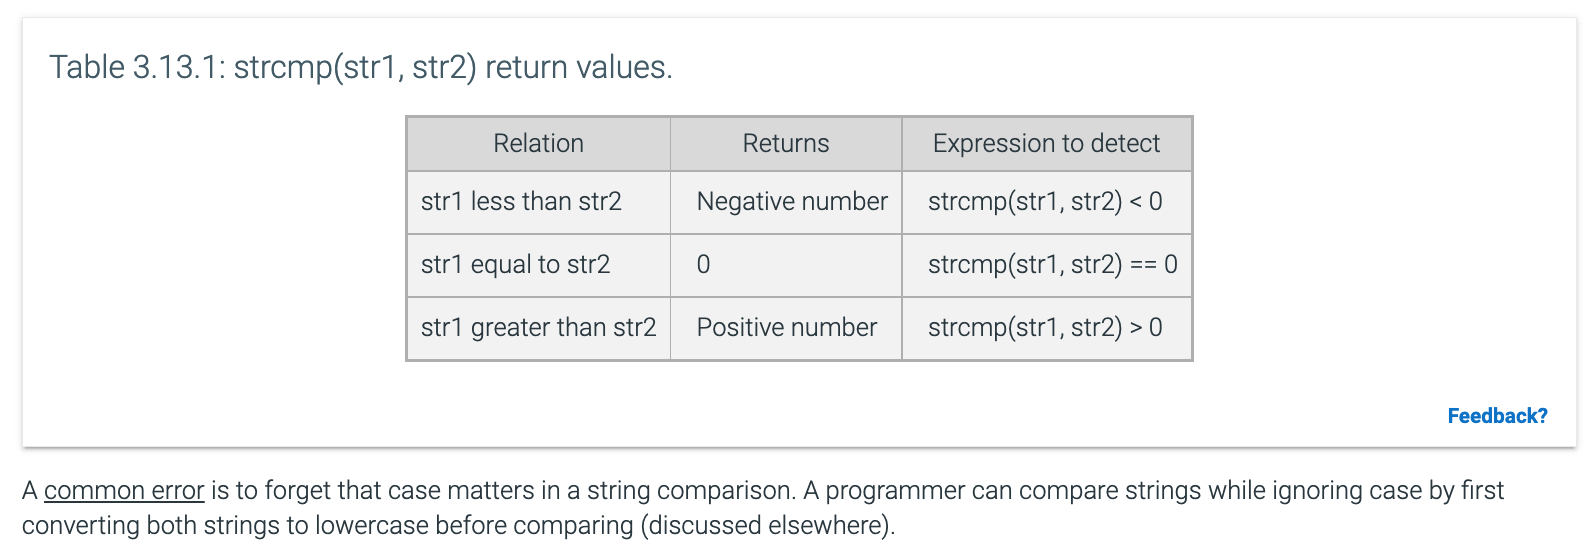 Table 3.13.1: strcmp(str1, str2) return values.
Relation Returns Expression to detect
str1 less than str2 Negative number strcmp(str1, str2) < 0
str1 equal to str2 0 strcmp(str1, str2) == 0
str1 greater than str2 Positive number strcmp(str1, str2) > 0
Feedback?
A common error is to forget that case matters in a string comparison. A programmer can compare strings while ignoring case by first
converting both strings to lowercase before comparing (discussed elsewhere).